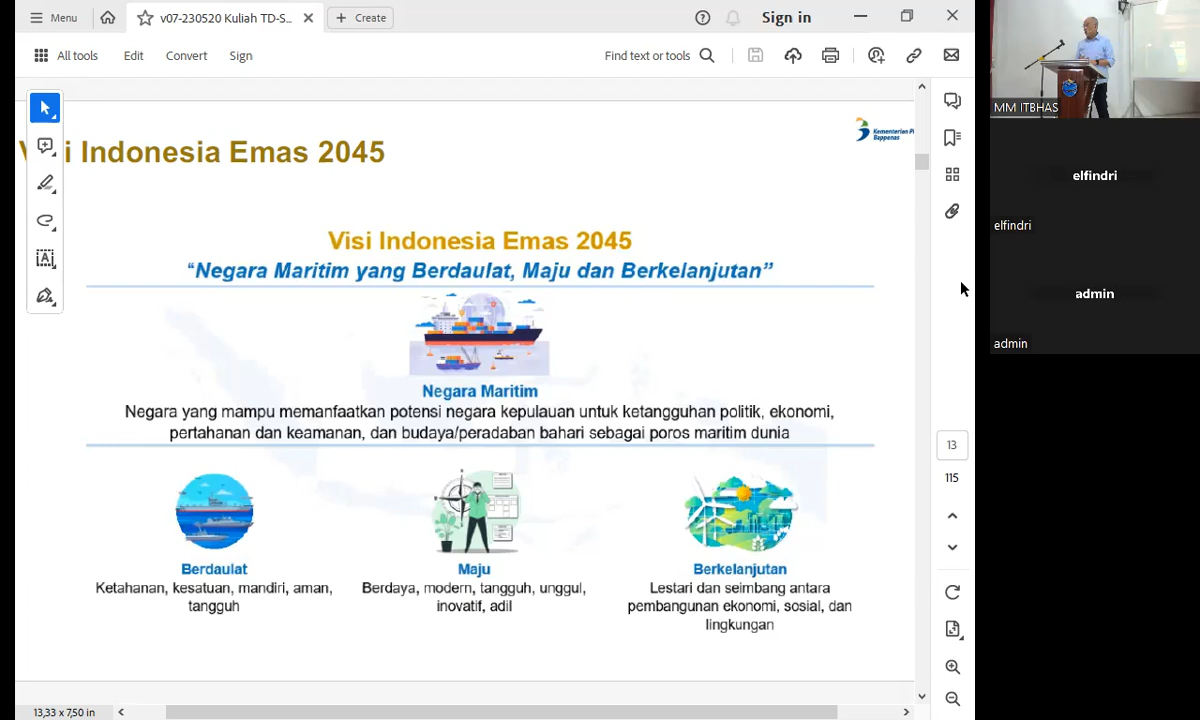 Menu
v07-230520 Kuliah TD-S...
Create
Sign in
All tools
Edit
Convert
Sign
Find text or tools
i Indonesia Emas 2045
Kementerian P
Bappenas
Visi Indonesia Emas 2045
“Negara Maritim yang Berdaulat, Maju dan Berkelanjutan”
Negara Maritim
Negara yang mampu memanfaatkan potensi negara kepulauan untuk ketangguhan politik, ekonomi,
pertahanan dan keamanan, dan budaya/peradaban bahari sebagai poros maritim dunia
Berdaulat
Ketahanan, kesatuan, mandiri, aman,
tangguh
Maju
Berdaya, modern, tangguh, unggul,
inovatif, adil
Berkelanjutan
Lestari dan seimbang antara
pembangunan ekonomi, sosial, dan
lingkungan
13
115
13,33 x 7,50 in
MM ITBHAS
elfindri
elfindri
admin
admin